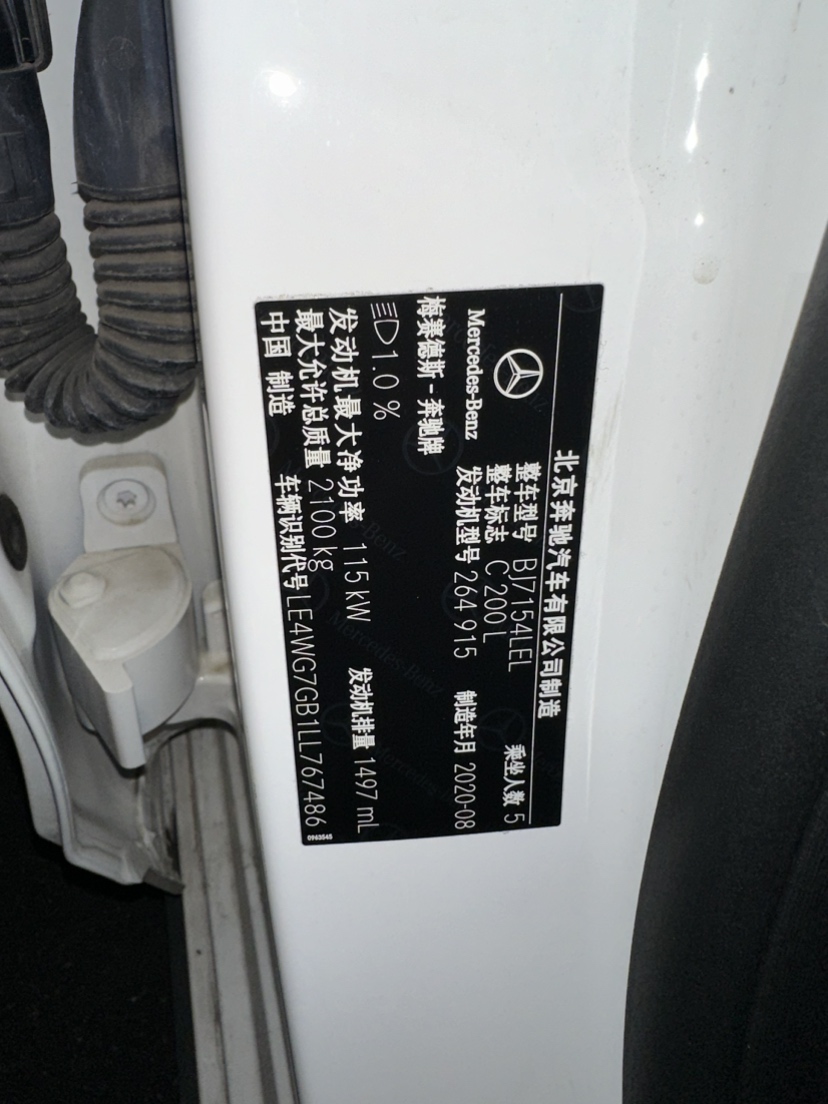 北京奔驰汽车有限公司制造
Mercedes-Benz
整车型号 BJ7154LEL 乘坐人数 5
整车标志 C 200 L
发动机型号 264 915 制造年月 2020-08
梅赛德斯-奔驰牌
1.0 %
发动机最大净功率 115 kW 发动机排量 1497 mL
最大允许总质量 2100 kg
中国 制造 车辆识别代号 LE4WG7GB1LL767486
0963545